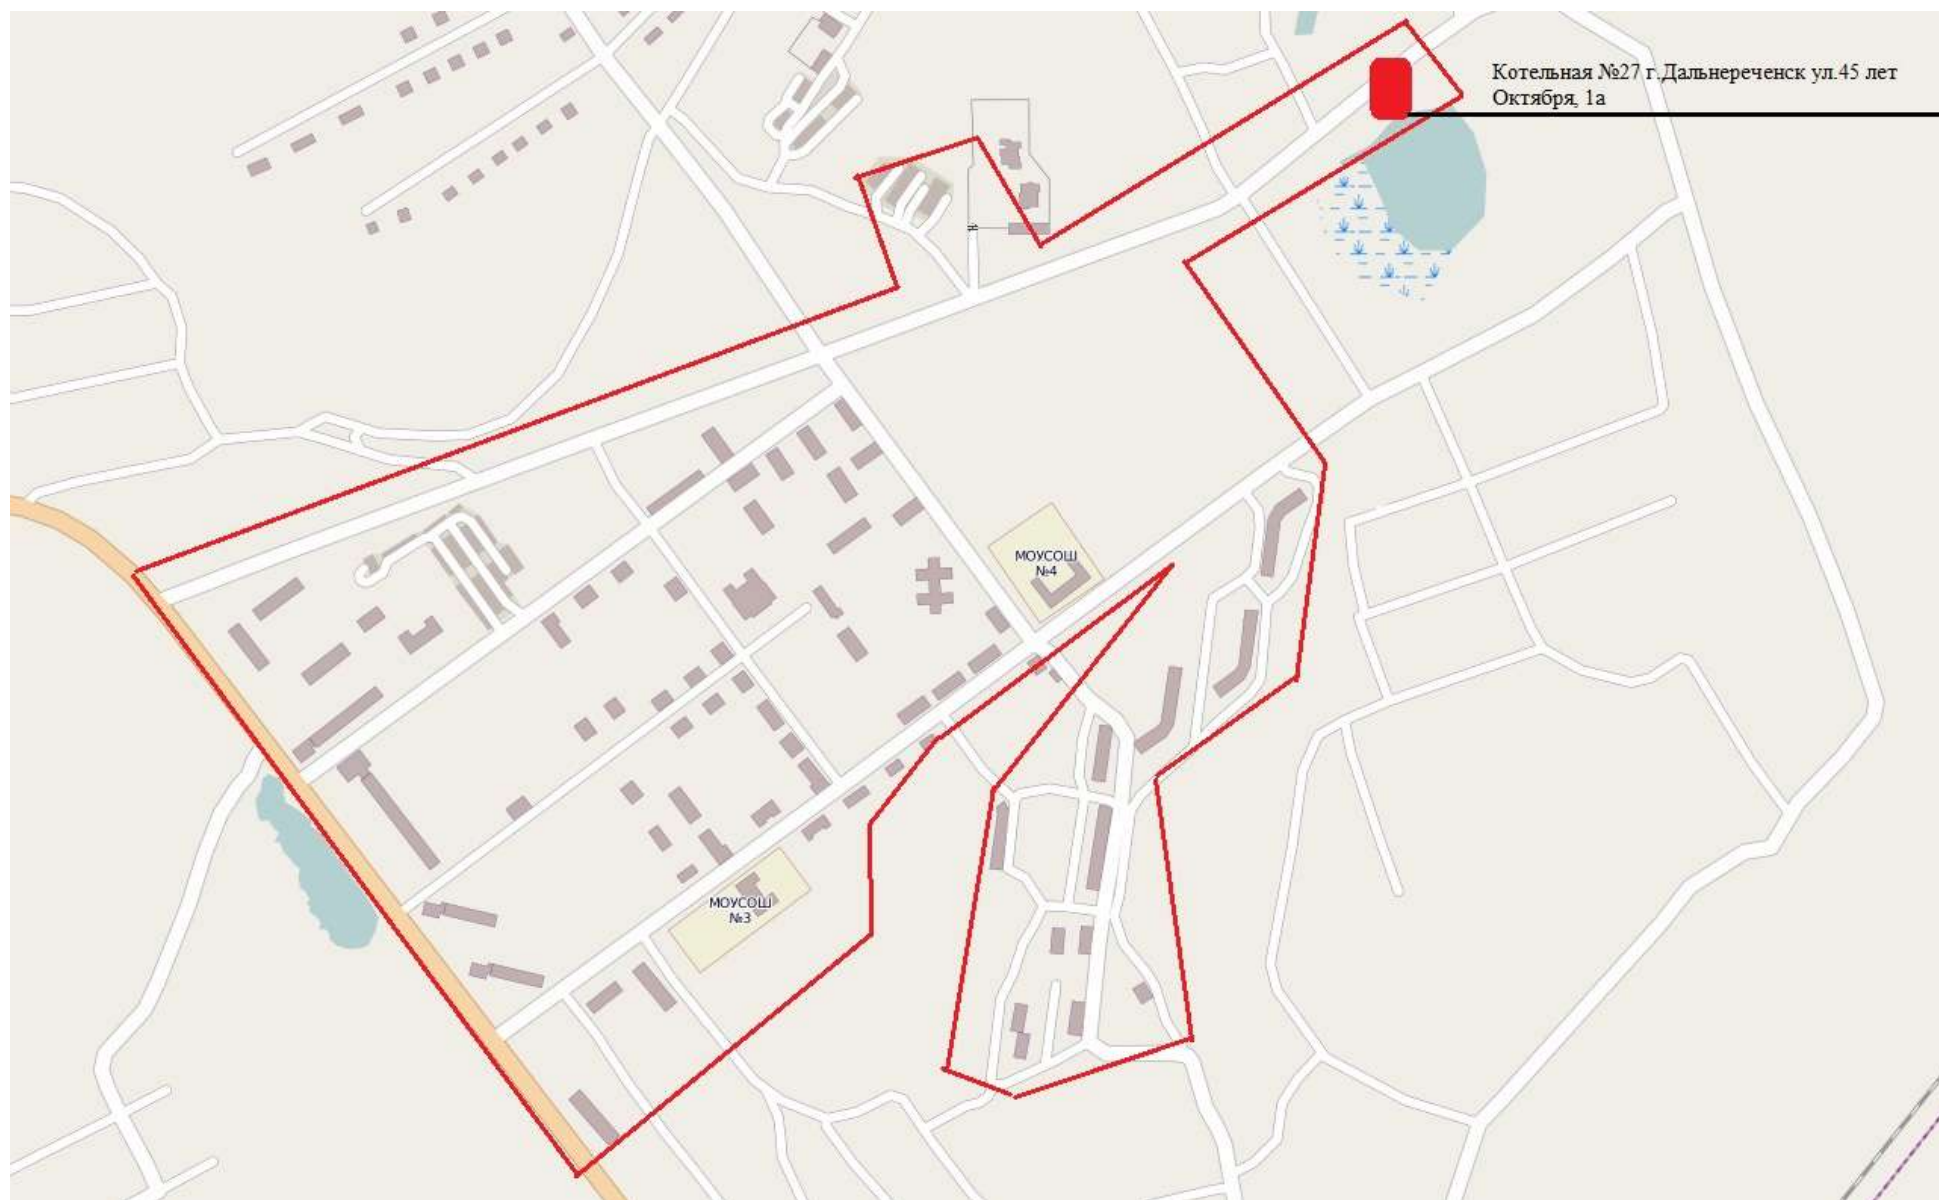 Котельная №27 г.Дальнереченск ул.45 лет
Октября, 1а
МОУСОШ
№4
МОУСОШ
№3